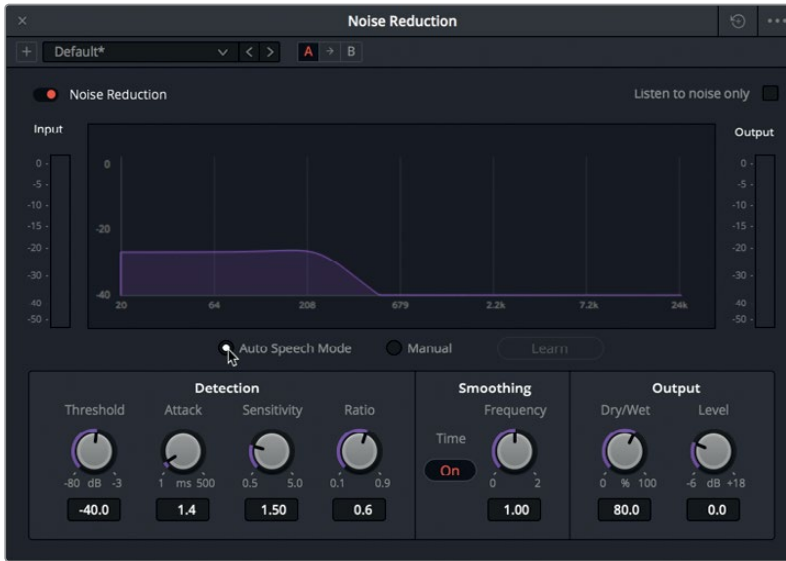 Noise Reduction
Default* A B
Noise Reduction Listen to noise only
Input Output
0 0 0
-5 -5
-10 -10
-15 -15
-20 -20 -20
-30 -30
40 -40 40
20 64 208 679 2.2k 7.2k 24k
-50 -50
Auto Speech Mode Manual Learn
Detection Smoothing Output
Threshold Attack Sensitivity Ratio Frequency Dry/Wet Level
Time
On
-80 dB -3 1 ms 500 0.5 5.0 0.1 0.9 0 2 0 % 100 -6 dB +18
-40.0 1.4 1.50 0.6 1.00 80.0 0.0